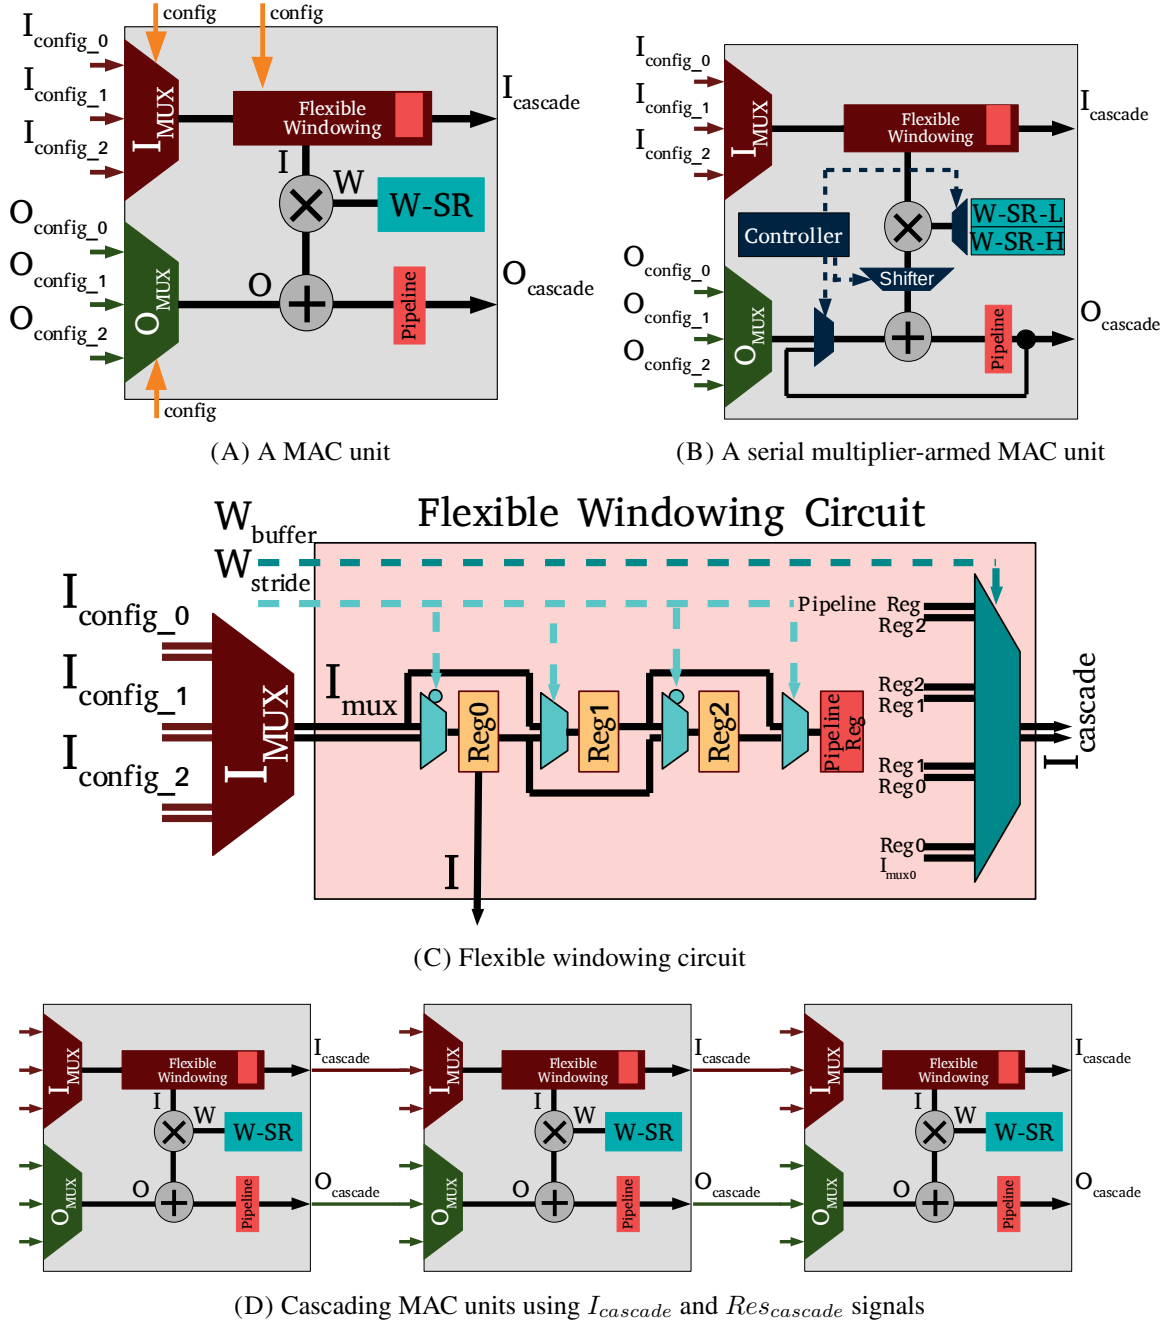 config
config
I config_0
I config_1
I config_2
I MUX
Flexible
Windowing
I cascade
I
W
W-SR
O config_0
O config_1
O config_2
O MUX
O
Pipeline
O cascade
config
(A) A MAC unit
I config_0
I config_1
I config_2
I MUX
Flexible
Windowing
I cascade
W-SR-L
W-SR-H
Controller
Shifter
O config_0
O config_1
O config_2
O MUX
Pipeline
O cascade
(B) A serial multiplier-armed MAC unit
Flexible Windowing Circuit
W buffer
W stride
I config_0
I config_1
I config_2
I MUX
I mux
Reg0
Reg1
Reg2
Pipeline
Reg
Pipeline Reg
Reg2
Reg2
Reg1
Reg1
Reg0
Reg0
I mux0
I cascade
I
(C) Flexible windowing circuit
I MUX
Flexible
Windowing
I cascade
I
W
W-SR
O MUX
O
Pipeline
O cascade
I MUX
Flexible
Windowing
I cascade
I
W
W-SR
O MUX
O
Pipeline
O cascade
I MUX
Flexible
Windowing
I cascade
I
W
W-SR
O MUX
O
Pipeline
O cascade
(D) Cascading MAC units using I cascade and Res cascade signals